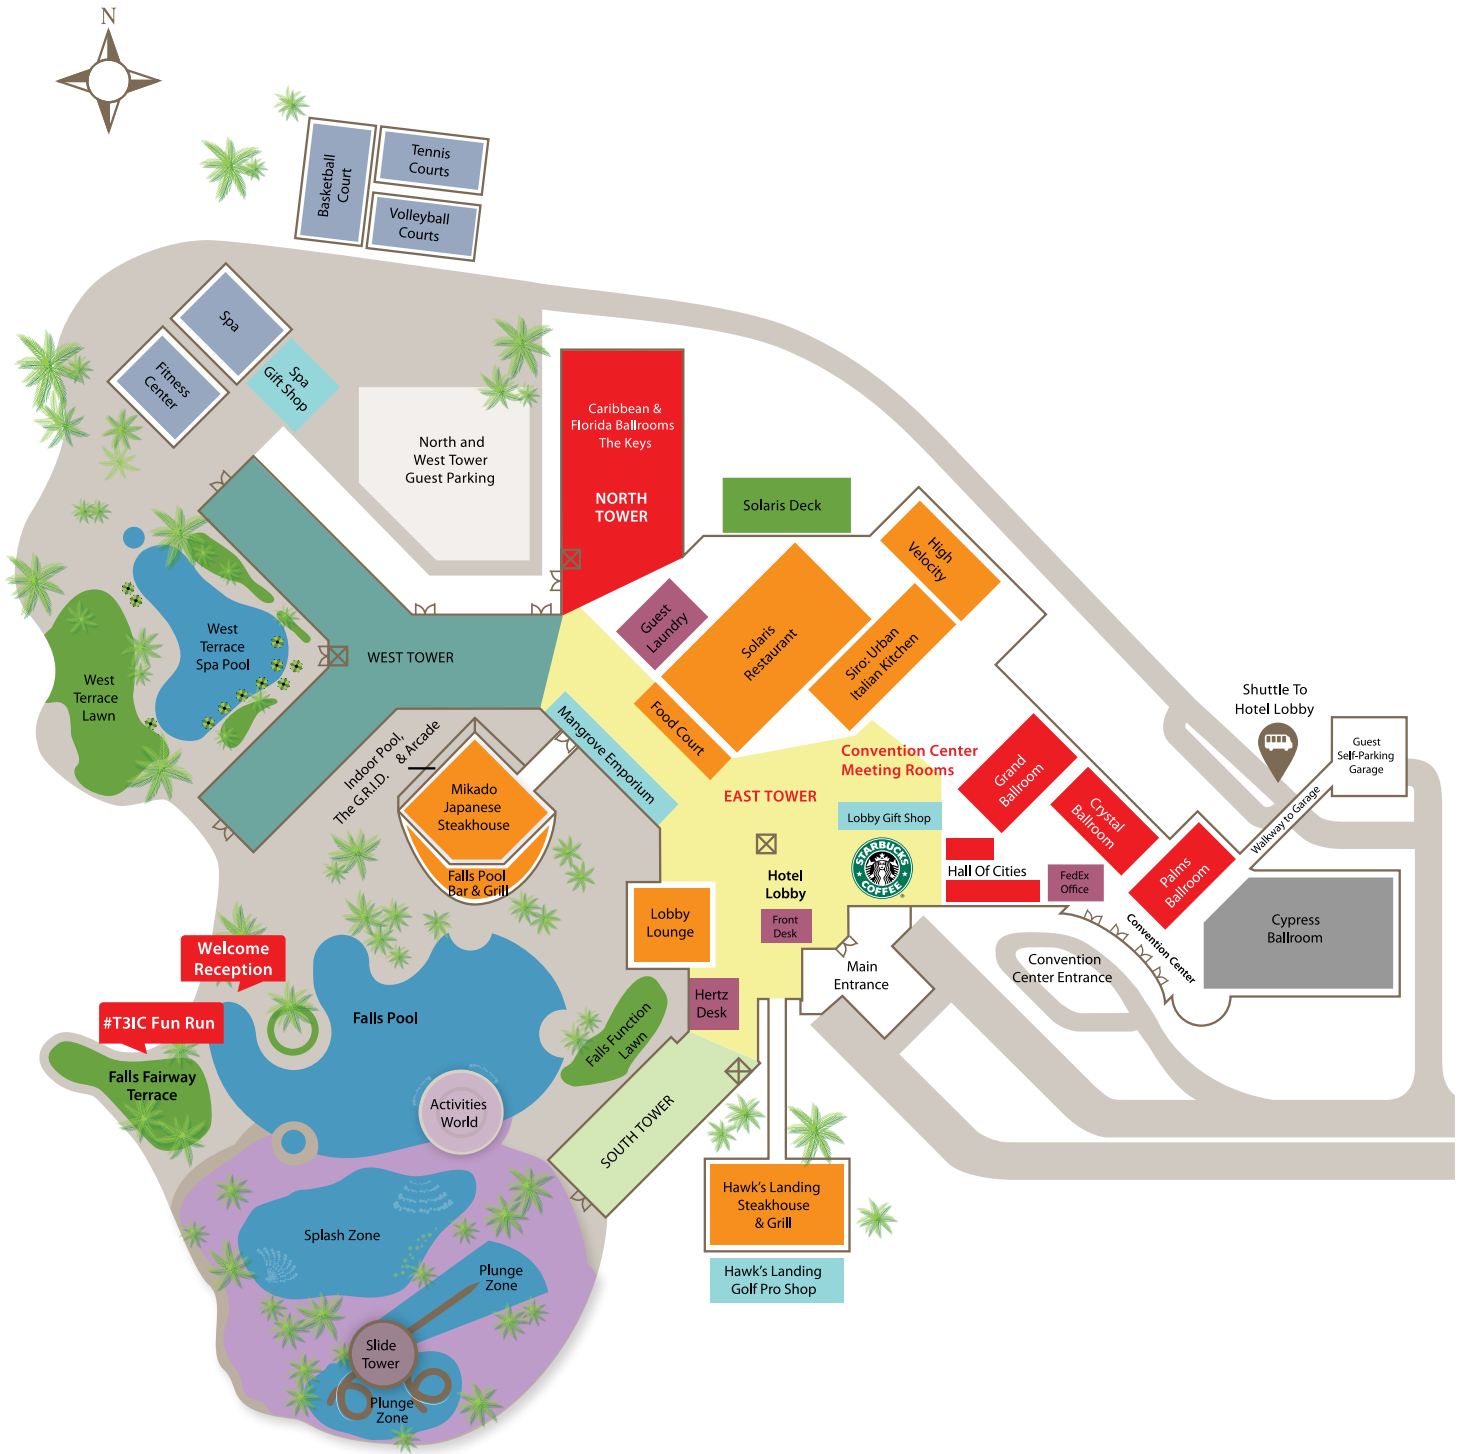 N
Basketball
Court
Tennis
Courts
Volleyball
Courts
Spa
Fitness
Center
Spa
Gift Shop
North and
West Tower
Guest Parking
Caribbean &
Florida Ballrooms
The Keys
NORTH
TOWER
Solaris Deck
High
Velocity
Guest
Laundry
Solaris
Restaurant
Siro: Urban
Italian Kitchen
West
Terrace
Spa Pool
WEST TOWER
West
Terrace
Lawn
Food Court
Mangrove Emporium
Indoor Pool,
The G.R.I.D. & Arcade
Mikado
Japanese
Steakhouse
Falls Pool
Bar & Grill
Convention Center
Meeting Rooms
EAST TOWER
Lobby Gift Shop
STARBUCKS
COFFEE
®
Grand
Ballroom
Crystal
Ballroom
Palms
Ballroom
Shuttle To
Hotel Lobby
Guest
Self-Parking
Garage
Walkway to Garage
Hall Of Cities
FedEx
Office
Hotel
Lobby
Front
Desk
Lobby
Lounge
Main
Entrance
Convention
Center Entrance
Convention Center
Cypress
Ballroom
Welcome
Reception
#T3IC Fun Run
Falls Pool
Falls Function
Lawn
Hertz
Desk
Falls Fairway
Terrace
Activities
World
SOUTH TOWER
Hawk's Landing
Steakhouse
& Grill
Hawk's Landing
Golf Pro Shop
Splash Zone
Plunge
Zone
Slide
Tower
Plunge
Zone